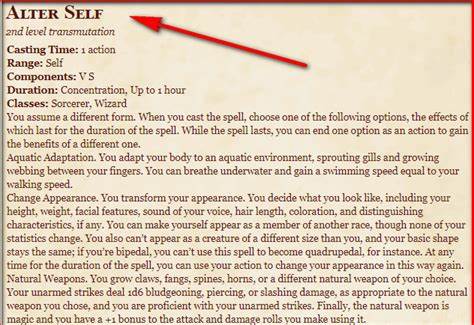 ALTER SELF
2nd level transmutation
Casting Time: 1 action
Range: Self
Components: V S
Duration: Concentration, Up to 1 hour
Classes: Sorcerer, Wizard
You assume a different form. When you cast the spell, choose one of the following options, the effects
of which last for the duration of the spell. While the spell lasts, you can end one option as an action to gain
the benefits of a different one.
Aquatic Adaptation. You adapt your body to an aquatic environment, sprouting gills and growing
webbing between your fingers. You can breathe underwater and gain a swimming speed equal to your
walking speed.
Change Appearance. You transform your appearance. You decide what you look like, including your
height, weight, facial features, sound of your voice, hair length, coloration, and distinguishing
characteristics, if any. You can make yourself appear as a member of another race, though none of your
statistics change. You also can't appear as a creature of a different size than you, and your basic shape
stays the same; if you're bipedal, you can't use this spell to become quadrupedal, for instance. At any
time for the duration of the spell, you can use your action to change your appearance in this way again.
Natural Weapons. You grow claws, fangs, spines, horns, or a different natural weapon of your choice.
Your unarmed strikes deal 1d6 bludgeoning, piercing, or slashing damage, as appropriate to the natural
weapon you chose, and you are proficient with your unarmed strikes. Finally, the natural weapon is
magic and you have a +1 bonus to the attack and damage rolls you make using it.